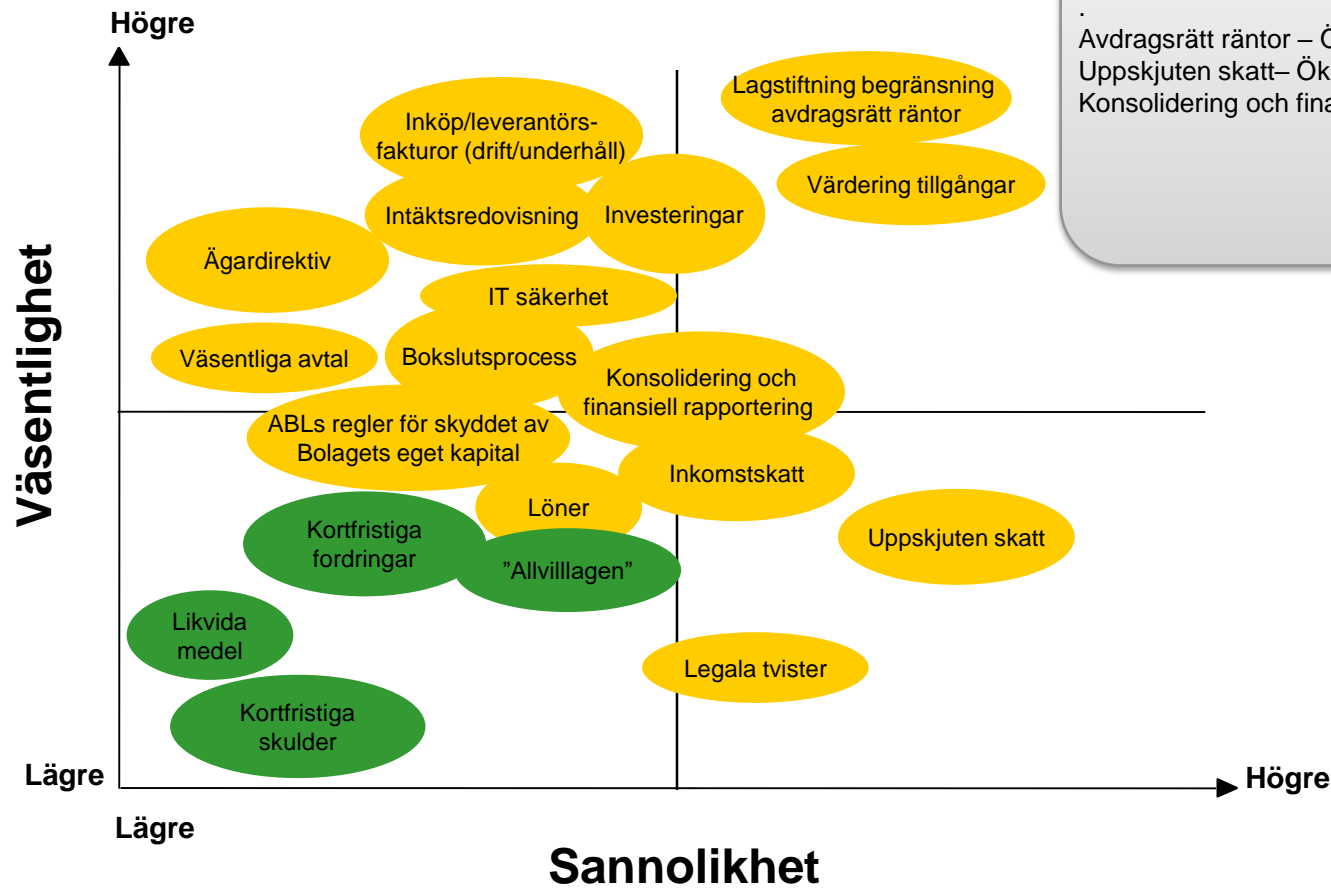 Högre
.
Avdragsrätt räntor – 
Uppskjuten skatt– 
Konsolidering och 
Lagstiftning begränsning
avdragsrätt räntor
Inköp/leverantörs-
fakturor (drift/underhåll)
Värdering tillgångar
Intäktsredovisning
Investeringar
Ägardirektiv
IT säkerhet
Väsentliga avtal
Bokslutsprocess
Konsolidering och
finansiell rapportering
ABLs regler för skyddet av
Bolagets eget kapital
Inkomstskatt
Löner
Kortfristiga
fordringar
"Allvilllagen"
Uppskjuten skatt
Likvida
medel
Legala tvister
Kortfristiga
skulder
Väsentlighet
Lägre
Högre
Lägre
Sannolikhet